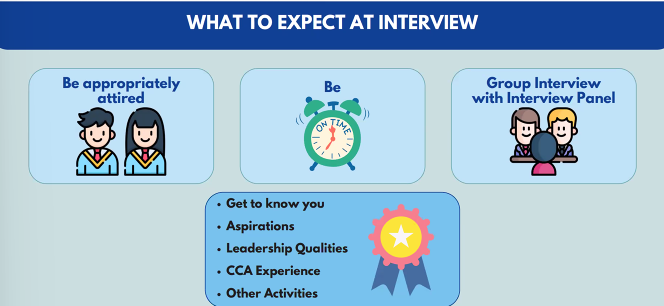 WHAT TO EXPECT AT INTERVIEW
Be appropriately
attired
Be
ON TIME
Group Interview
with Interview Panel
• Get to know you
• Aspirations
• Leadership Qualities
• CCA Experience
• Other Activities